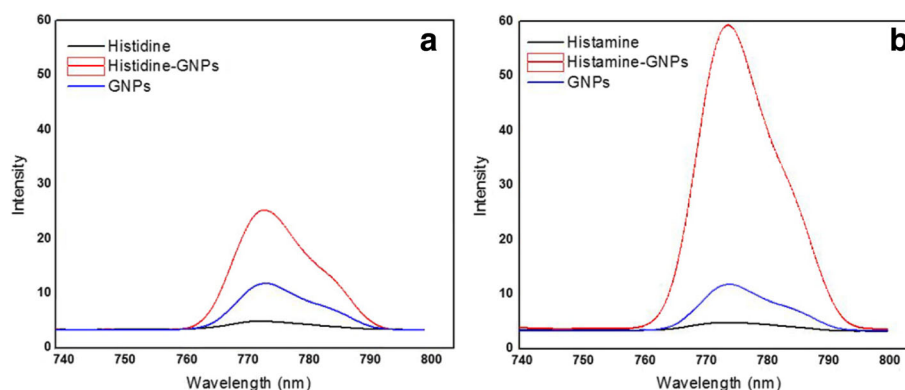 a
Histidine
Histidine-GNPs
GNPs
60
50
40
30
20
10
0
Intensity
740 750 760 770 780 790 800
Wavelength (nm)
b
Histamine
Histamine-GNPs
GNPs
60
50
40
30
20
10
0
Intensity
740 750 760 770 780 790 800
Wavelength (nm)